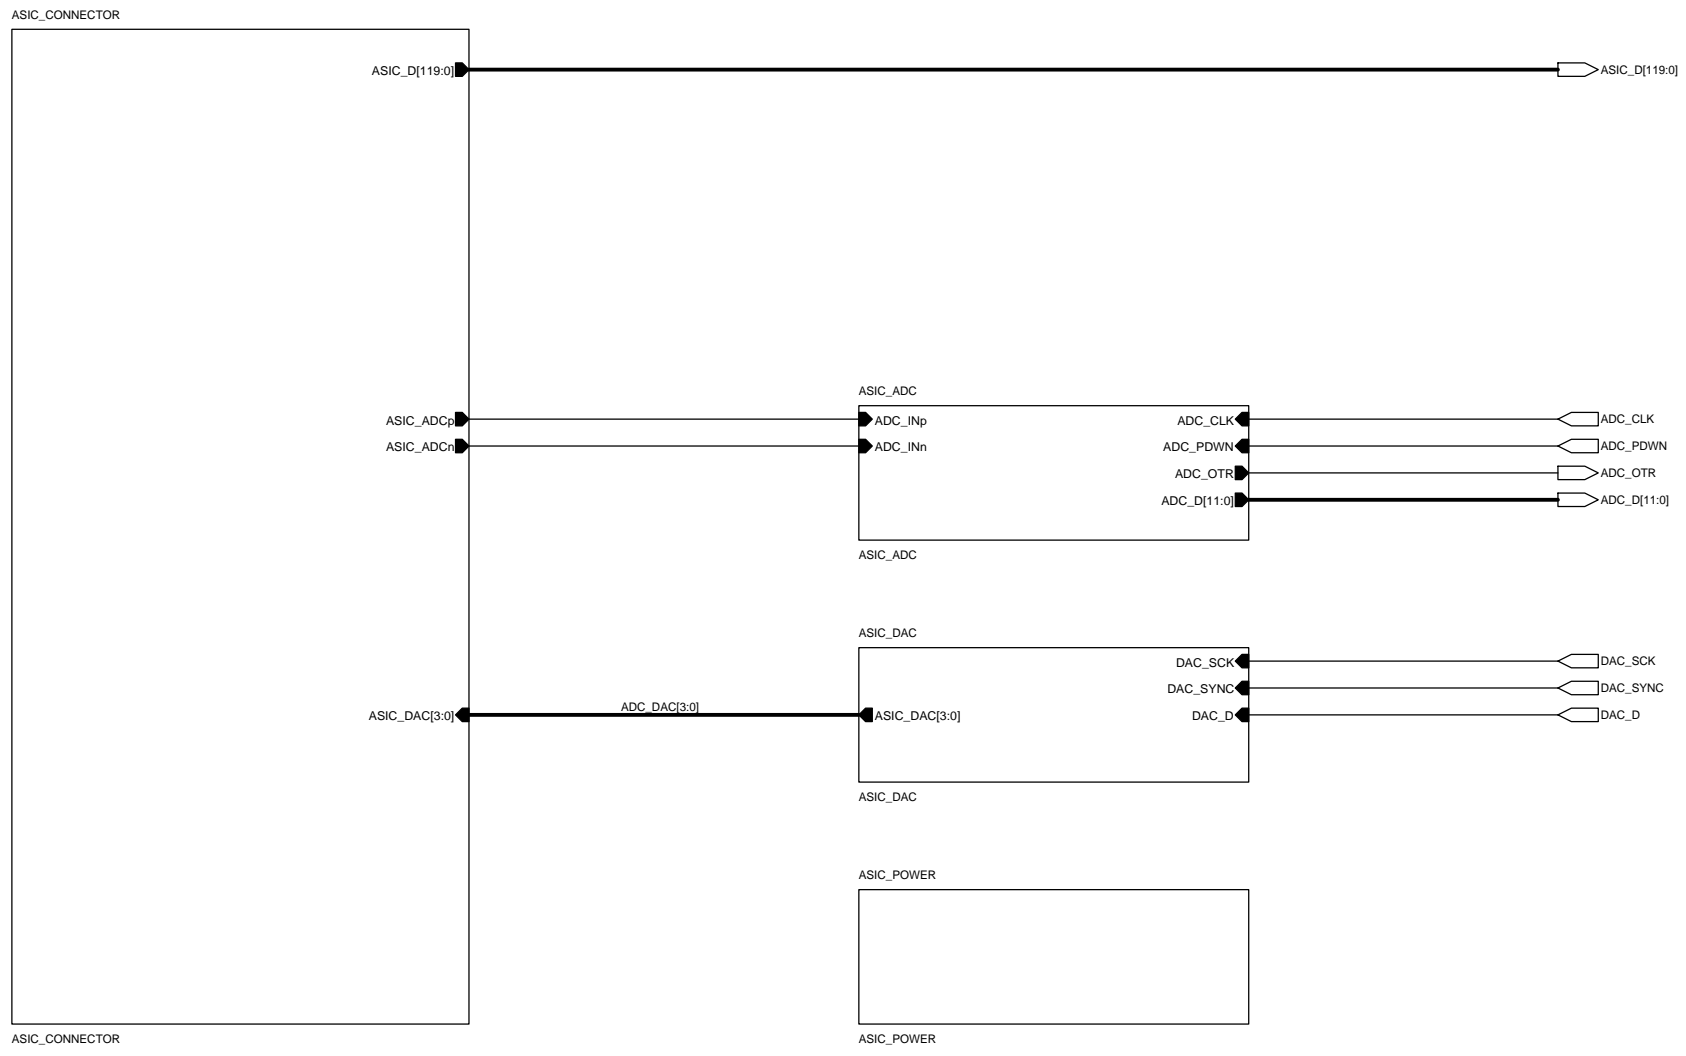 ASIC_CONNECTOR
ASIC_D[119:0]
ASIC_D[119:0]
ASIC_ADC
ASIC_ADCp
ADC_INp
ADC_CLK
ADC_CLK
ASIC_ADCn
ADC_INn
ADC_PDWN
ADC_PDWN
ADC_OTR
ADC_OTR
ADC_D[11:0]
ADC_D[11:0]
ASIC_ADC
ASIC_DAC
DAC_SCK
DAC_SCK
DAC_SYNC
DAC_SYNC
ASIC_DAC[3:0]
ADC_DAC[3:0]
ASIC_DAC[3:0]
DAC_D
DAC_D
ASIC_DAC
ASIC_POWER
ASIC_CONNECTOR
ASIC_POWER